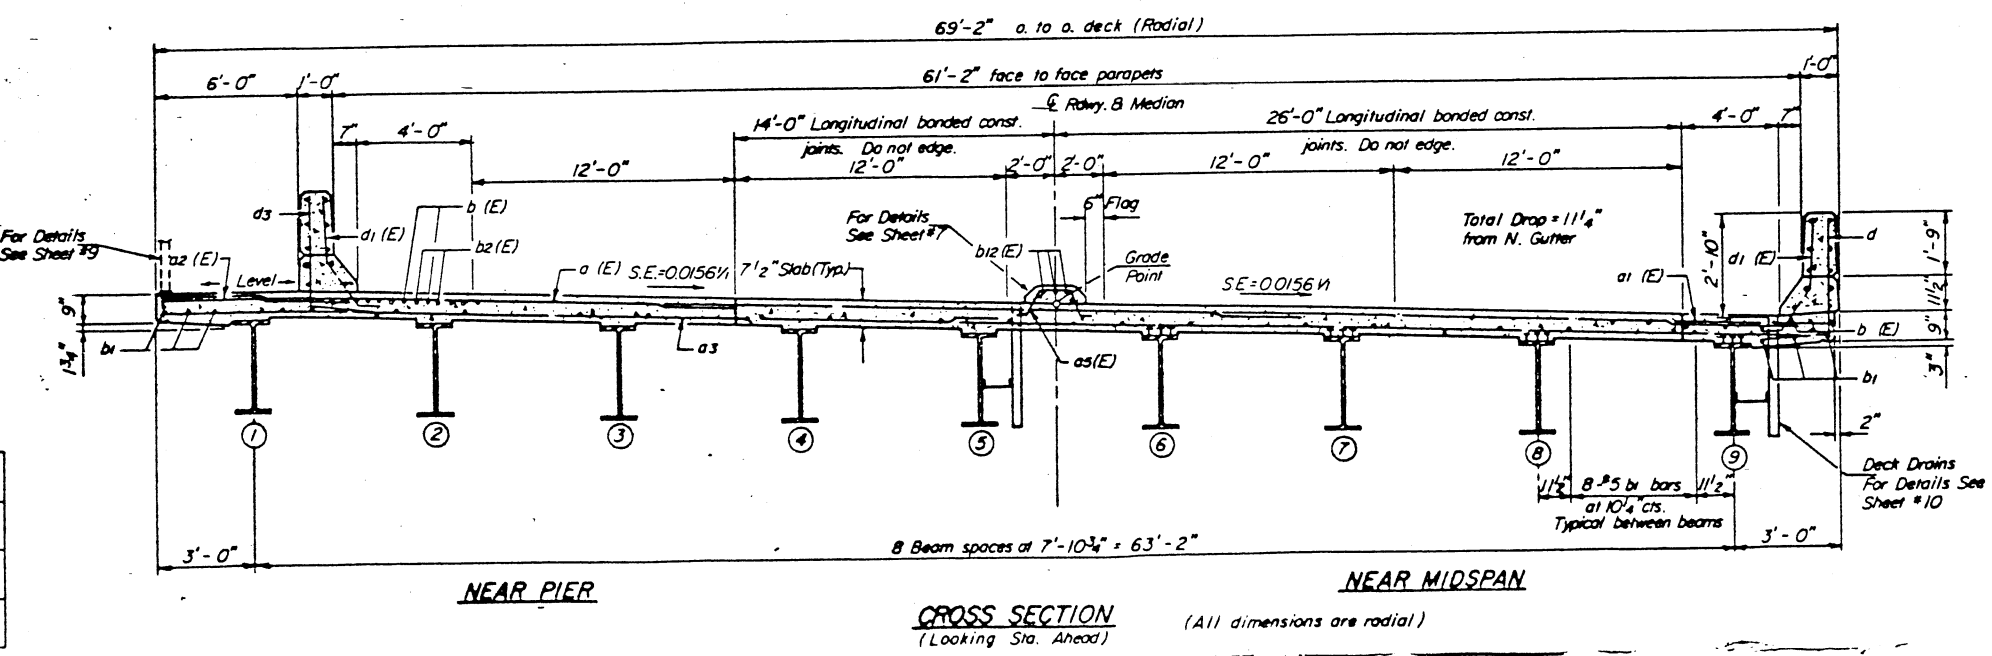 69'-2" o. to o. deck (Radial)
61'-2" face to face parapets
6'-0"
1'-0"
1'-0"
℄ Rdwy. & Median
7"
4'-0"
14'-0" Longitudinal bonded const.
joints. Do not edge.
26'-0" Longitudinal bonded const.
joints. Do not edge.
4'-0"
7"
12'-0"
12'-0"
2'-0"
2'-0"
12'-0"
12'-0"
6" Flag
d3
d1 (E)
b (E)
b2 (E)
For Details
See Sheet #9
a2 (E)
Level
a (E)
S.E.=0.0156 1/1
7 1/2" Slab (Typ.)
For Details
See Sheet #7
b12 (E)
Grade
Point
S.E.=0.0156 1/1
Total Drop = 11 1/4"
from N. Gutter
2'-10"
d
d1 (E)
1'-9"
a1 (E)
11 1/2"
9"
3"
b (E)
9"
1 3/4"
b1
a3
a5(E)
b1
2"
1
2
3
4
5
6
7
8
9
Deck Drains
For Details See
Sheet #10
11 1/2"
8-#5 b1 bars
at 10 1/4" cts.
Typical between beams
11 1/2"
3'-0"
8 Beam spaces at 7'-10 3/4" = 63'-2"
3'-0"
NEAR PIER
NEAR MIDSPAN
CROSS SECTION
(Looking Sta. Ahead)
(All dimensions are radial)